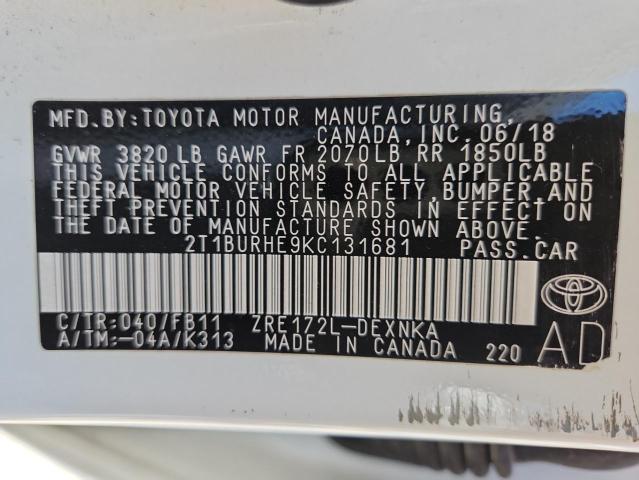 MFD. BY: TOYOTA MOTOR MANUFACTURING,
CANADA, INC. 06/18
GVWR 3820 LB GAWR FR 2070LB RR 1850LB
THIS VEHICLE CONFORMS TO ALL APPLICABLE
FEDERAL MOTOR VEHICLE SAFETY, BUMPER, AND
THEFT PREVENTION STANDARDS IN EFFECT ON
THE DATE OF MANUFACTURE SHOWN ABOVE.
2T1BURHE9KC131681 PASS.CAR
C/TR:040/FB11 ZRE172L-DEXNKA
A/TM:-04A/K313 MADE IN CANADA 220 AD